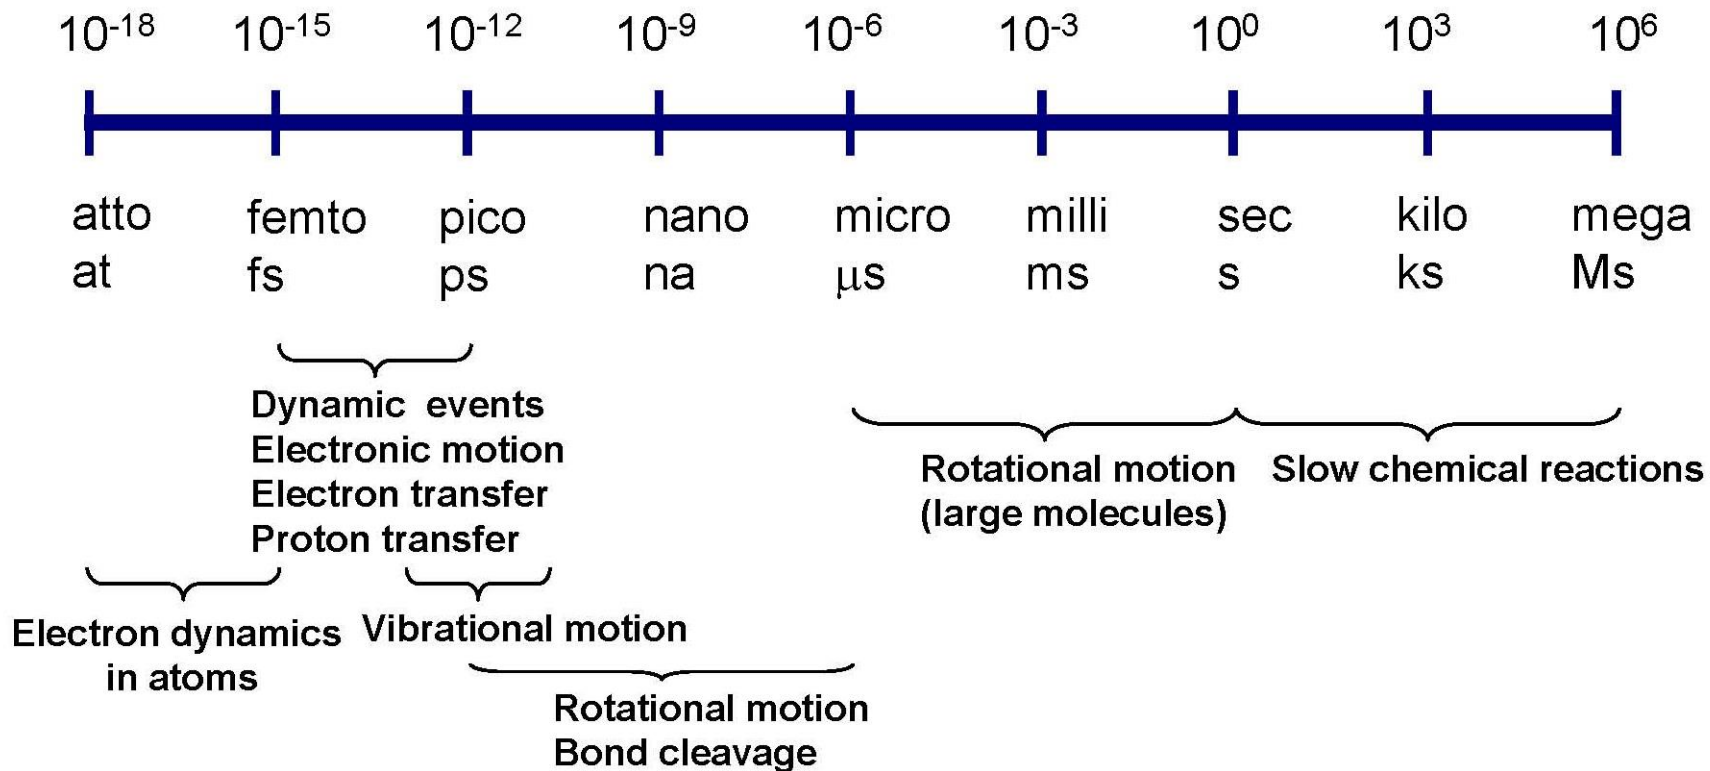 10-18 10-15 10-12 10-9 10-6 10-3 100 103 106
atto femto pico nano micro milli sec kilo mega
at fs ps na μs ms s ks Ms
Dynamic events
Electronic motion
Electron transfer
Proton transfer
Rotational motion
(large molecules)
Slow chemical reactions
Electron dynamics
in atoms
Vibrational motion
Rotational motion
Bond cleavage